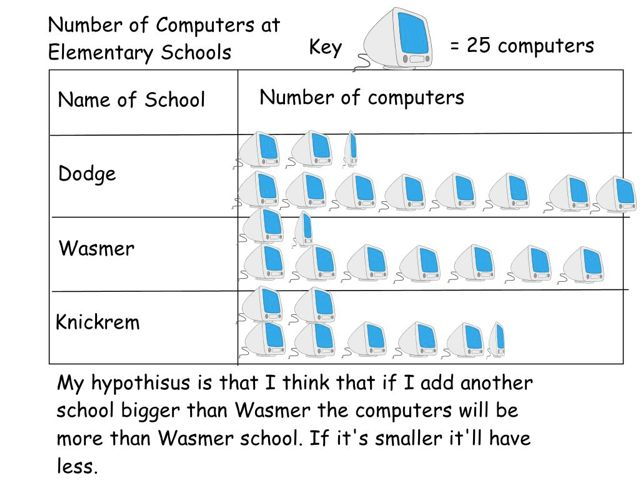 Number of Computers at
Elementary Schools
Key
= 25 computers
Name of School
Number of computers
Dodge
Wasmer
Knickrem
My hypothisus is that I think that if I add another
school bigger than Wasmer the computers will be
more than Wasmer school. If it's smaller it'll have
less.